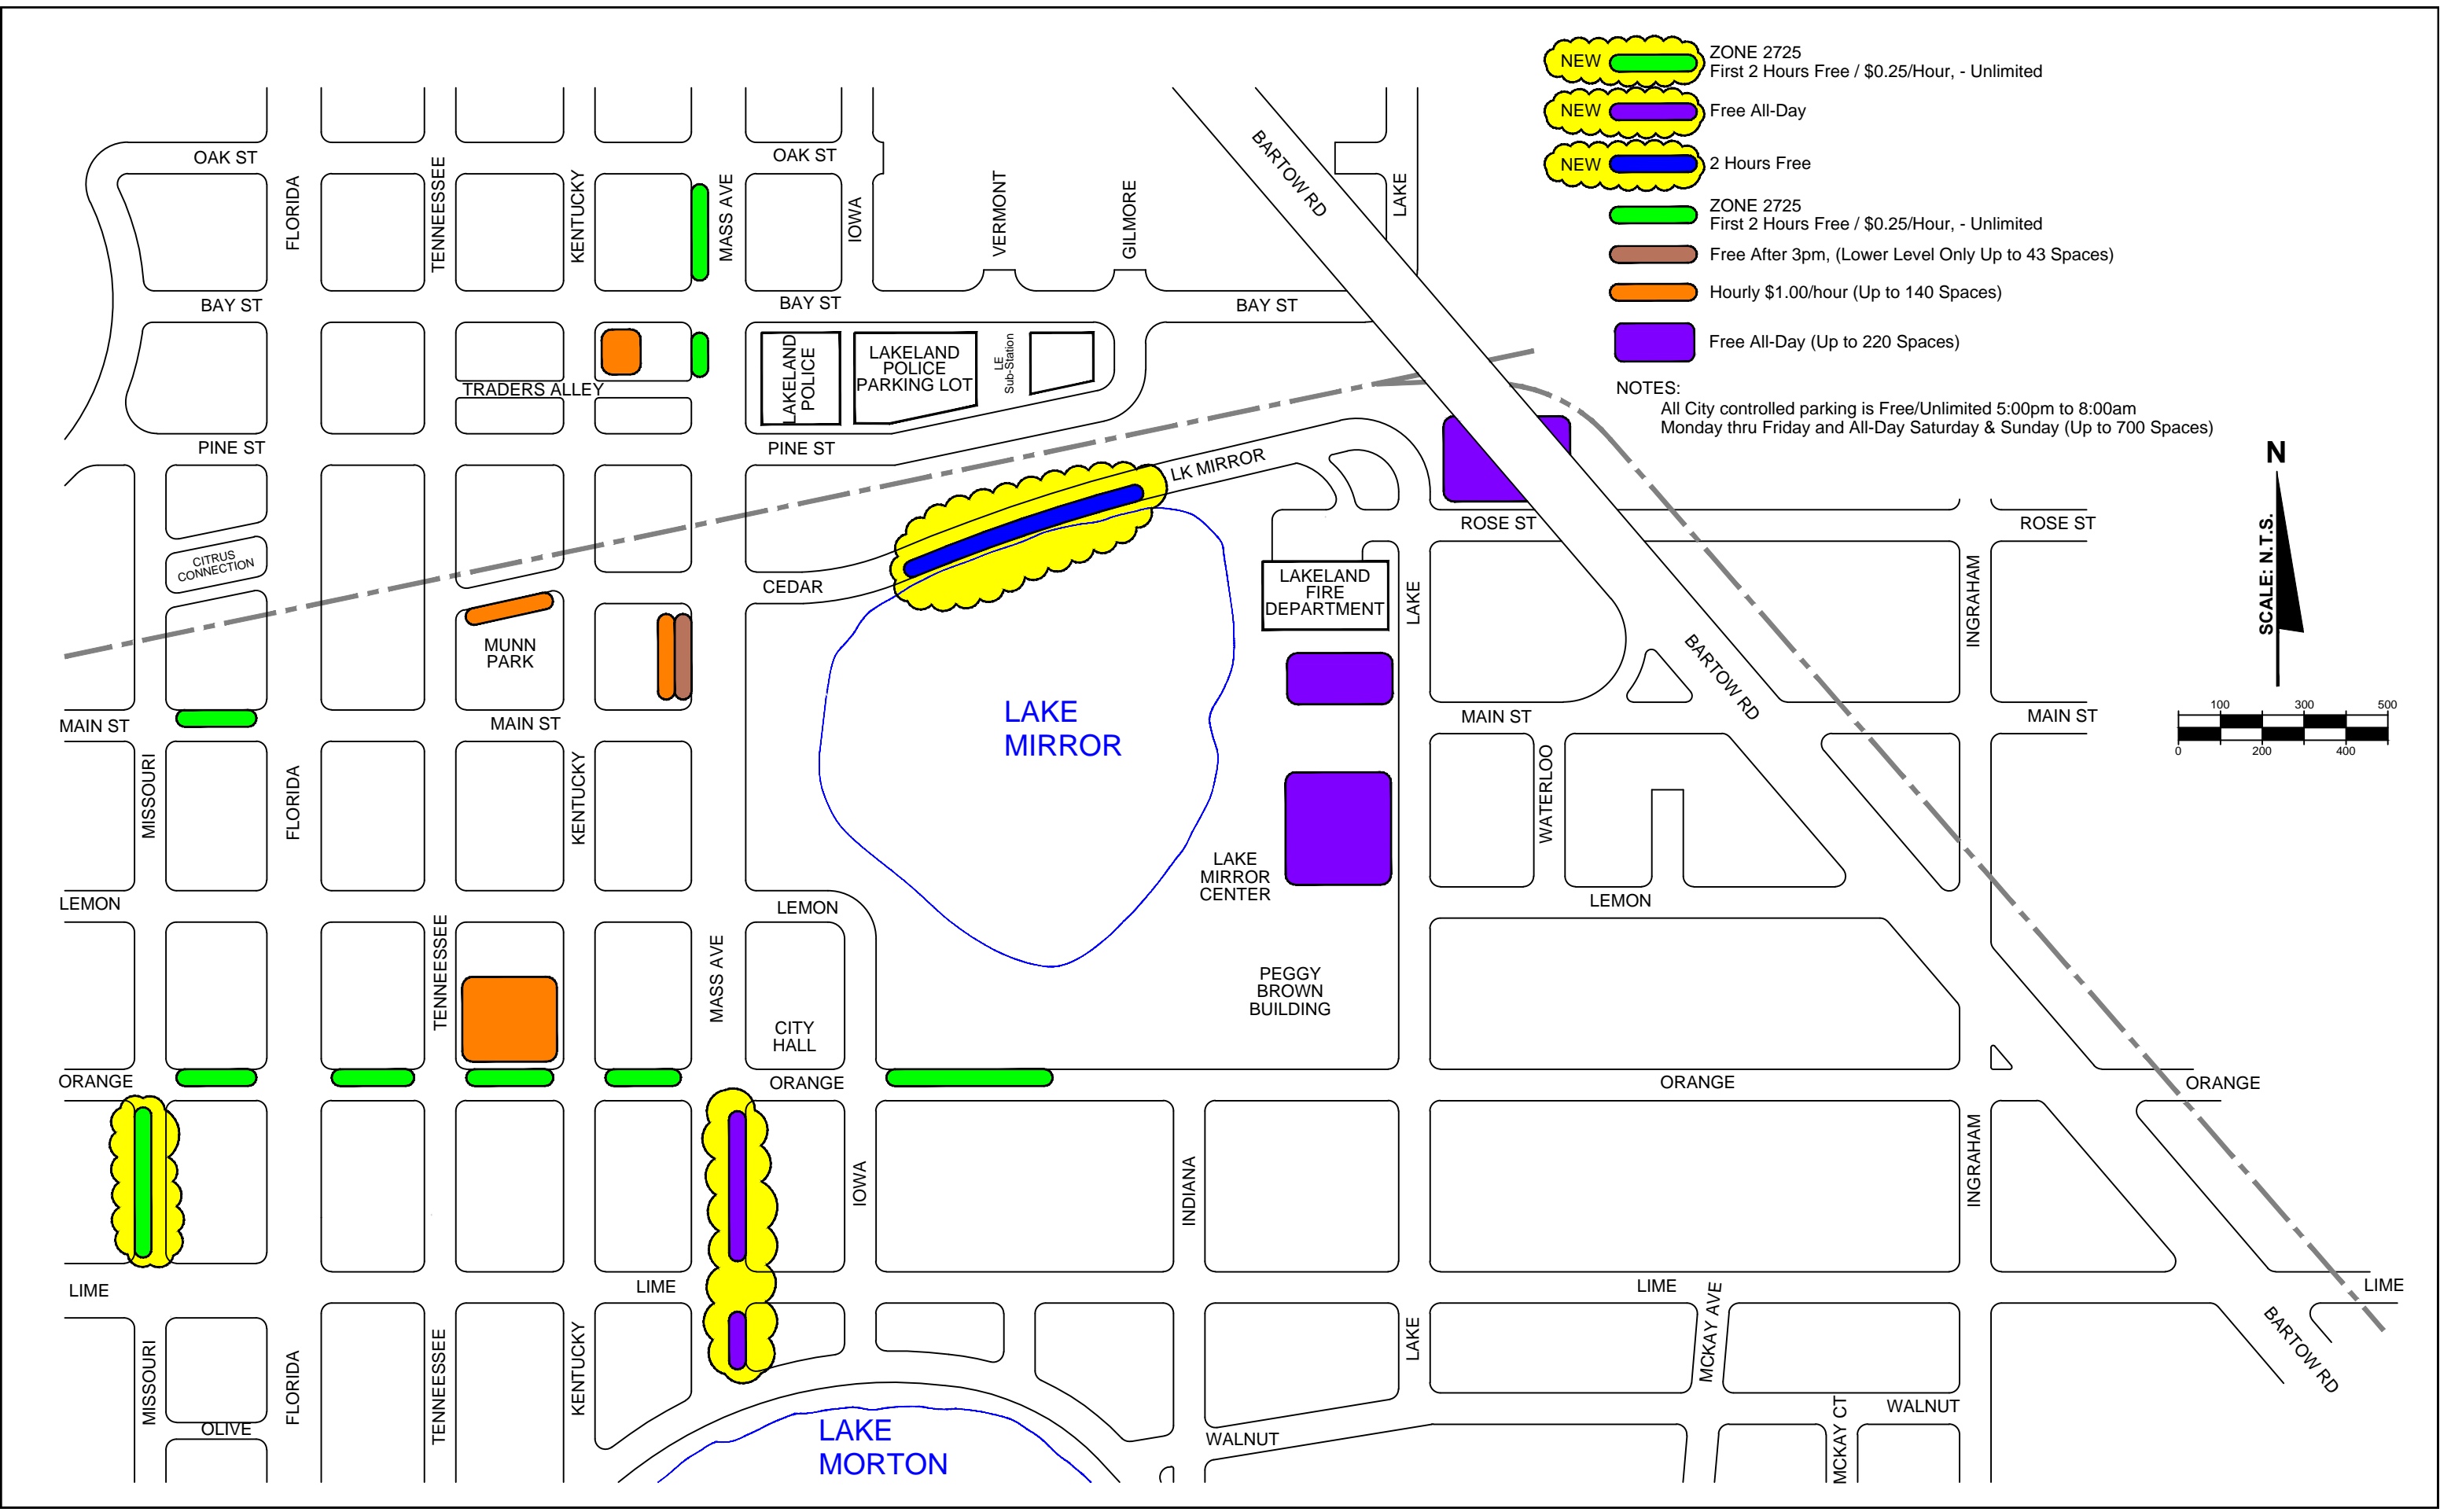 NEW
ZONE 2725
First 2 Hours Free / $0.25/Hour, - Unlimited
NEW
Free All-Day
NEW
2 Hours Free
ZONE 2725
First 2 Hours Free / $0.25/Hour, - Unlimited
Free After 3pm, (Lower Level Only Up to 43 Spaces)
Hourly $1.00/hour (Up to 140 Spaces)
Free All-Day (Up to 220 Spaces)
NOTES:
All City controlled parking is Free/Unlimited 5:00pm to 8:00am
Monday thru Friday and All-Day Saturday & Sunday (Up to 700 Spaces)
N
SCALE: N.T.S.
100 300 500
0 200 400
OAK ST
OAK ST
FLORIDA
TENNEESSEE
KENTUCKY
MASS AVE
IOWA
VERMONT
GILMORE
BARTOW RD
LAKE
BAY ST
BAY ST
BAY ST
TRADERS ALLEY
LAKELAND
POLICE
LAKELAND
POLICE
PARKING LOT
LE
Sub-Station
PINE ST
PINE ST
LK MIRROR
ROSE ST
ROSE ST
CITRUS
CONNECTION
CEDAR
LAKELAND
FIRE
DEPARTMENT
LAKE
INGRAHAM
MUNN
PARK
BARTOW RD
MAIN ST
MAIN ST
MAIN ST
MAIN ST
LAKE
MIRROR
MISSOURI
FLORIDA
KENTUCKY
WATERLOO
LAKE
MIRROR
CENTER
LEMON
LEMON
LEMON
TENNEESSEE
MASS AVE
CITY
HALL
PEGGY
BROWN
BUILDING
ORANGE
ORANGE
ORANGE
ORANGE
IOWA
INDIANA
INGRAHAM
LIME
LIME
LIME
LIME
MISSOURI
FLORIDA
TENNEESSEE
KENTUCKY
LAKE
MCKAY AVE
BARTOW RD
OLIVE
LAKE
MORTON
WALNUT
MCKAY CT
WALNUT